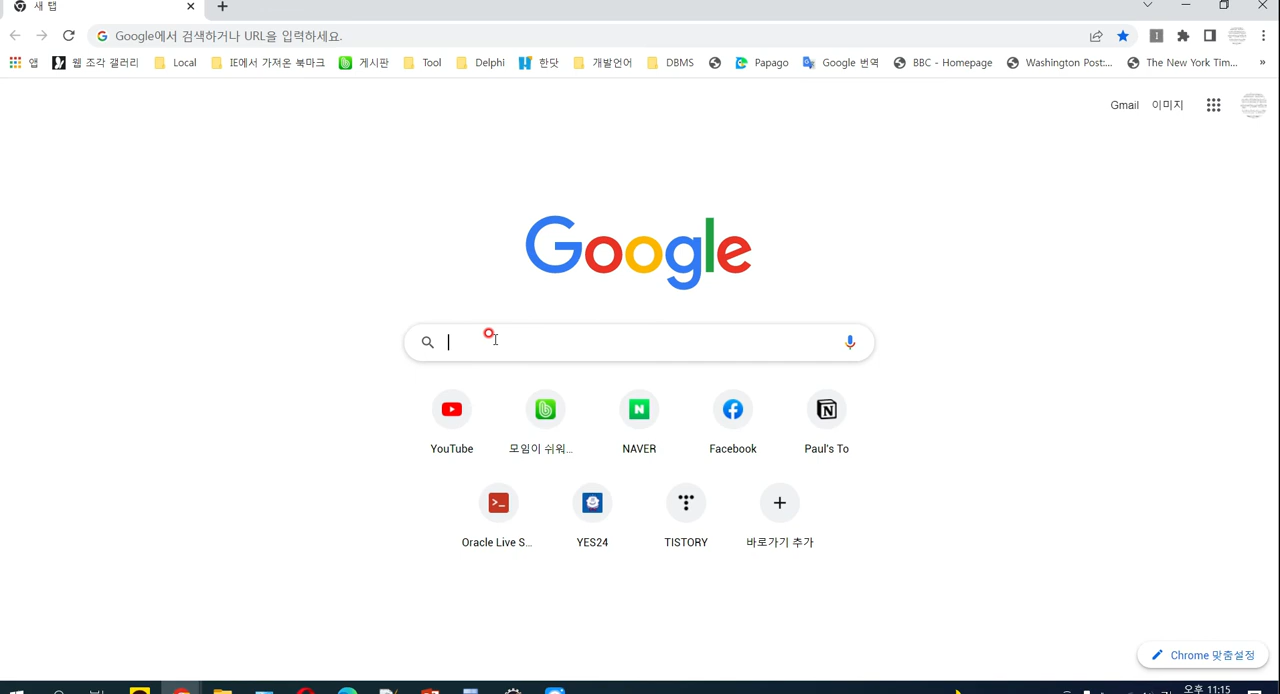 새 탭
Google에서 검색하거나 URL을 입력하세요.
앱 웹 조각 갤러리 Local IE에서 가져온 북마크 게시판 Tool Delphi 한닷 개발언어 DBMS Papago Google 번역 BBC - Homepage Washington Post:... The New York Tim... »
Gmail 이미지
Google
YouTube 모임이 쉬워... NAVER Facebook Paul's To
Oracle Live S... YES24 TISTORY 바로가기 추가
Chrome 맞춤설정
오후 11:15